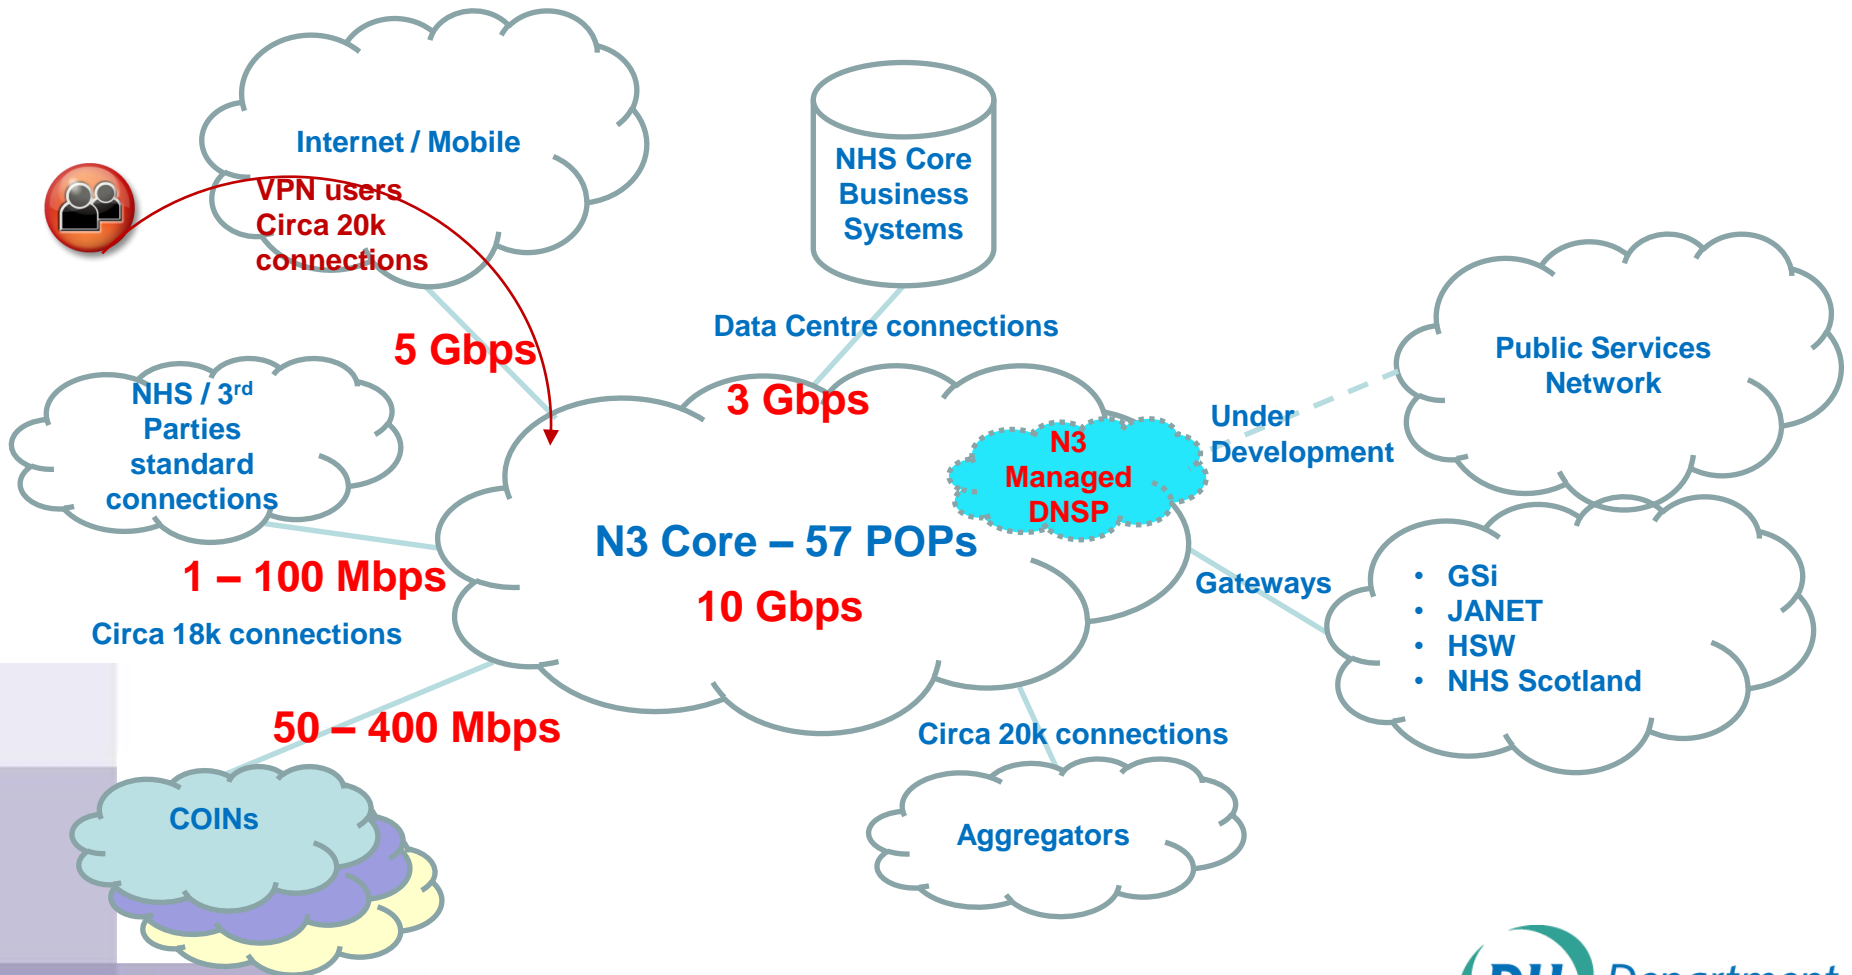 Internet / Mobile
VPN users
Circa 20k
connections
NHS Core
Business
Systems
Data Centre connections
5 Gbps
3 Gbps
Public Services
Network
Under
Development
NHS / 3rd
Parties
standard
connections
N3
Managed
DNSP
N3 Core – 57 POPs
10 Gbps
1 – 100 Mbps
Circa 18k connections
Gateways
• GSi
• JANET
• HSW
• NHS Scotland
50 – 400 Mbps
Circa 20k connections
COINs
Aggregators
DH Department